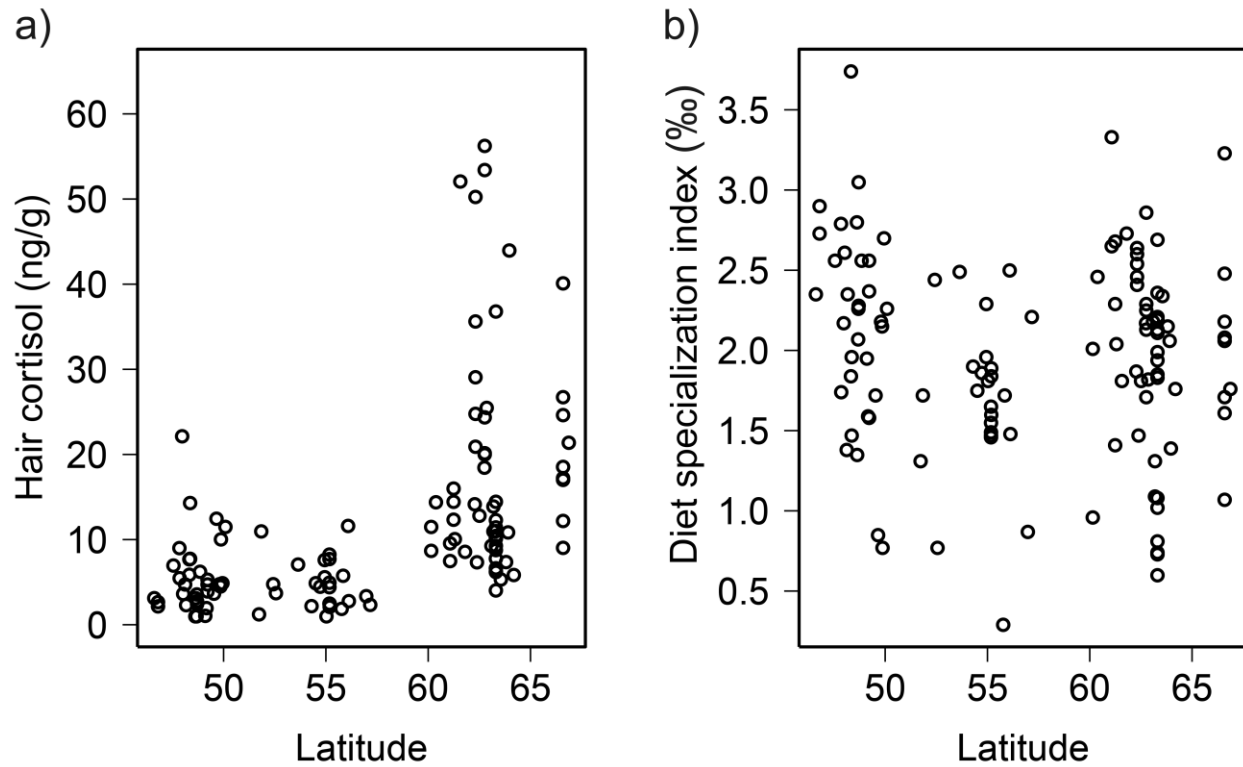 a)
Hair cortisol (ng/g)
60
50
40
30
20
10
0
50 55 60 65
Latitude
b)
Diet specialization index (‰)
3.5
3.0
2.5
2.0
1.5
1.0
0.5
50 55 60 65
Latitude